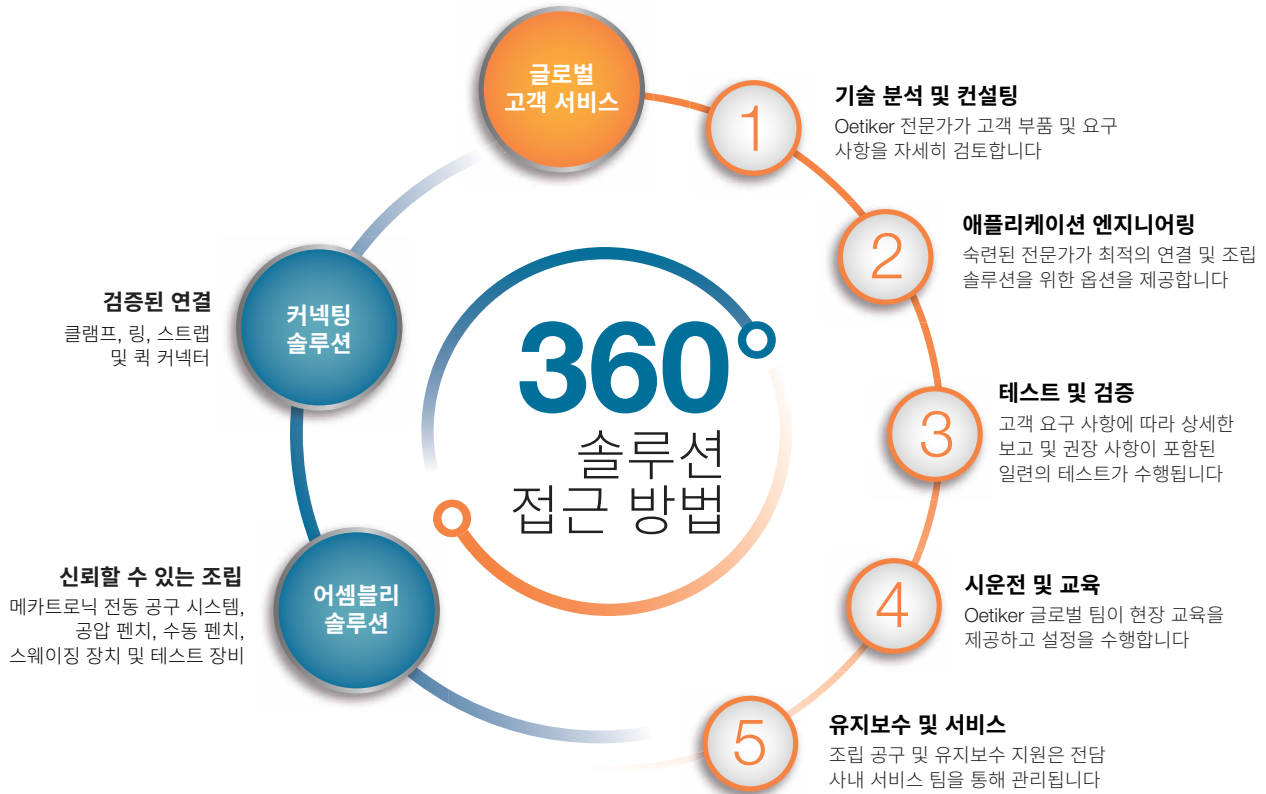 글로벌
고객 서비스
1
기술 분석 및 컨설팅
Oetiker 전문가가 고객 부품 및 요구
사항을 자세히 검토합니다
2
애플리케이션 엔지니어링
숙련된 전문가가 최적의 연결 및 조립
솔루션을 위한 옵션을 제공합니다
3
테스트 및 검증
고객 요구 사항에 따라 상세한
보고 및 권장 사항이 포함된
일련의 테스트가 수행됩니다
4
시운전 및 교육
Oetiker 글로벌 팀이 현장 교육을
제공하고 설정을 수행합니다
5
유지보수 및 서비스
조립 공구 및 유지보수 지원은 전담
사내 서비스 팀을 통해 관리됩니다
360°
솔루션
접근 방법
커넥팅
솔루션
검증된 연결
클램프, 링, 스트랩
및 퀵 커넥터
어셈블리
솔루션
신뢰할 수 있는 조립
메카트로닉 전동 공구 시스템,
공압 펜치, 수동 펜치,
스웨이징 장치 및 테스트 장비